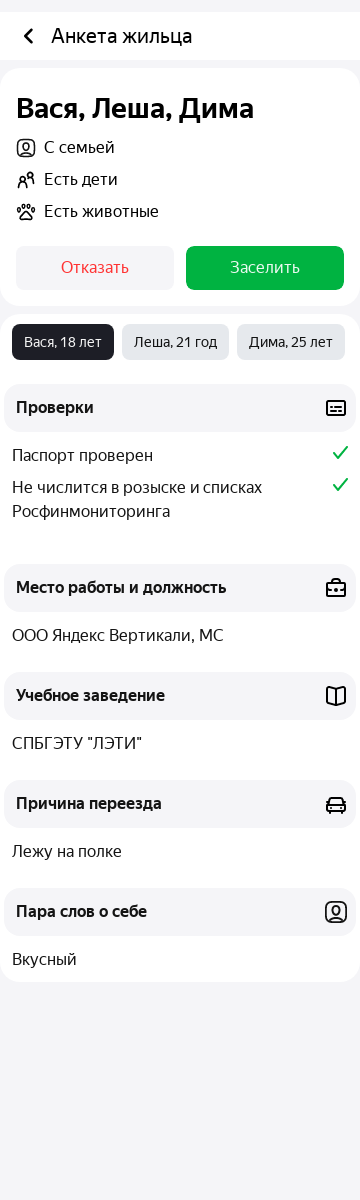 Анкета жильца
Вася, Леша, Дима
С семьей
Есть дети
Есть животные
Отказать
Заселить
Вася, 18 лет
Леша, 21 год
Дима, 25 лет
Проверки
Паспорт проверен
Не числится в розыске и списках
Росфинмониторинга
Место работы и должность
ООО Яндекс Вертикали, МС
Учебное заведение
СПБГЭТУ "ЛЭТИ"
Причина переезда
Лежу на полке
Пара слов о себе
Вкусный